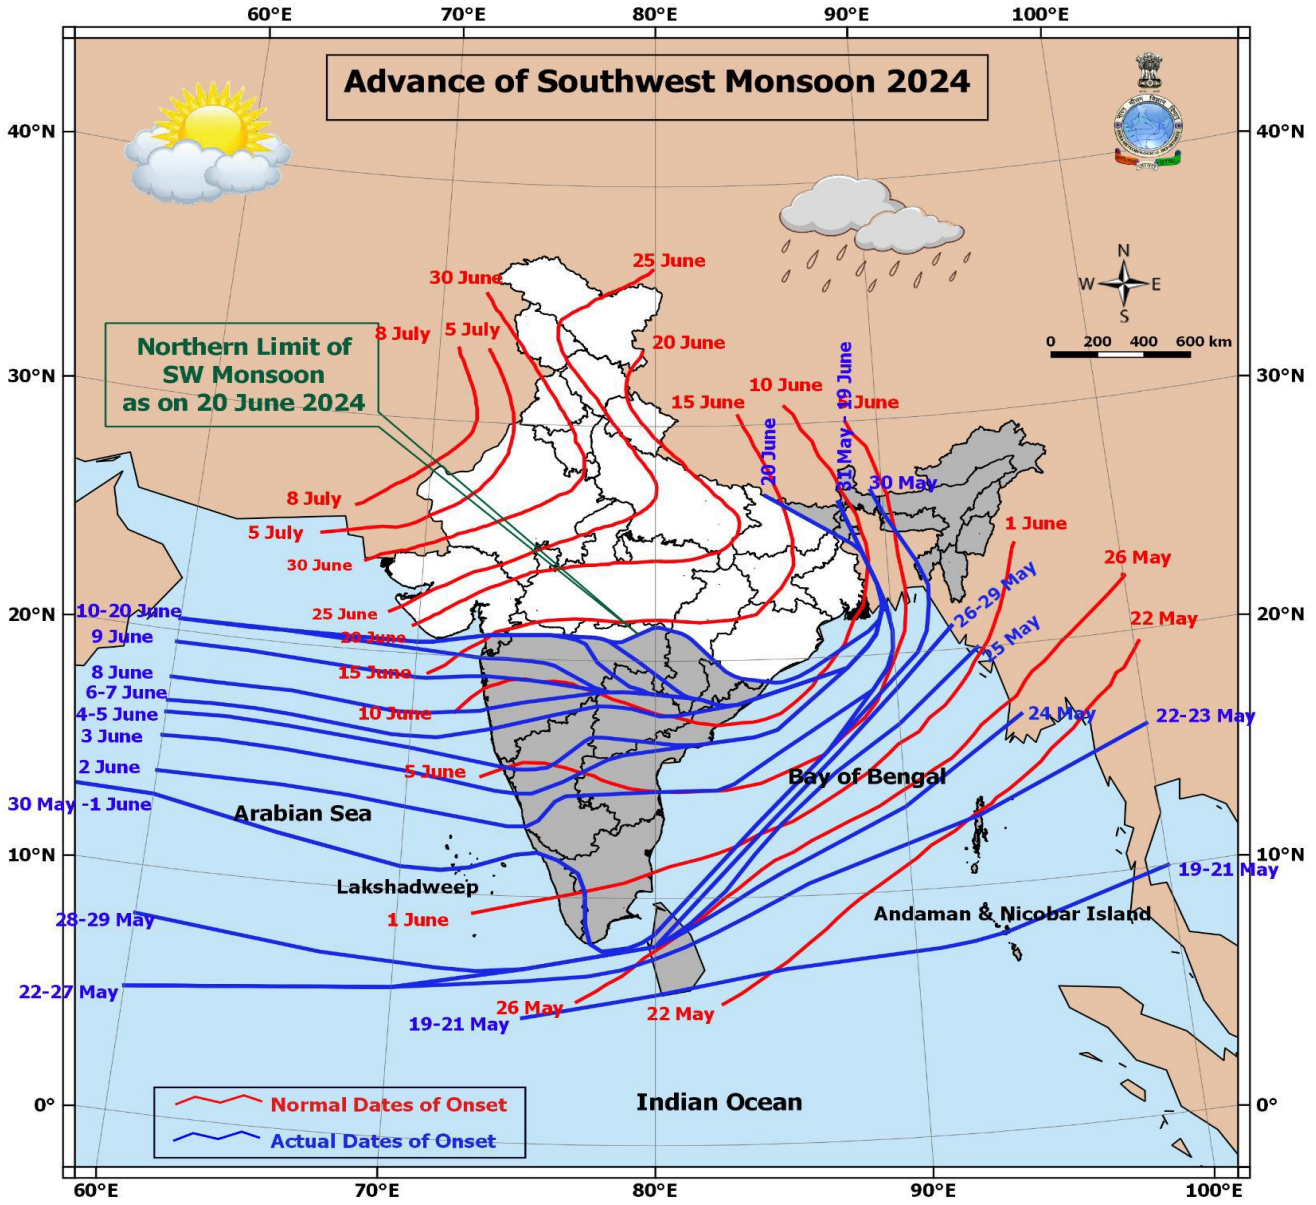 60°E 70°E 80°E 90°E 100°E
Advance of Southwest Monsoon 2024
40°N 40°N
N
W E
S
25 June
30 June
8 July 5 July
20 June
0 200 400 600 km
Northern Limit of
SW Monsoon
as on 20 June 2024
30°N 30°N
10 June
15 June
June
20 June
31 May - 19 June
30 May
8 July
5 July
30 June
1 June
26 May
26-29 May
25 June
20°N 20°N
10-20 June
22 May
9 June
20 June
25 May
8 June
15 June
6-7 June
4-5 June
10 June
24 May
22-23 May
3 June
2 June
5 June
Bay of Bengal
30 May -1 June
Arabian Sea
10°N 10°N
19-21 May
Lakshadweep
28-29 May
1 June
Andaman & Nicobar Island
22-27 May
26 May
22 May
19-21 May
0° 0°
Normal Dates of Onset
Indian Ocean
Actual Dates of Onset
60°E 70°E 80°E 90°E 100°E